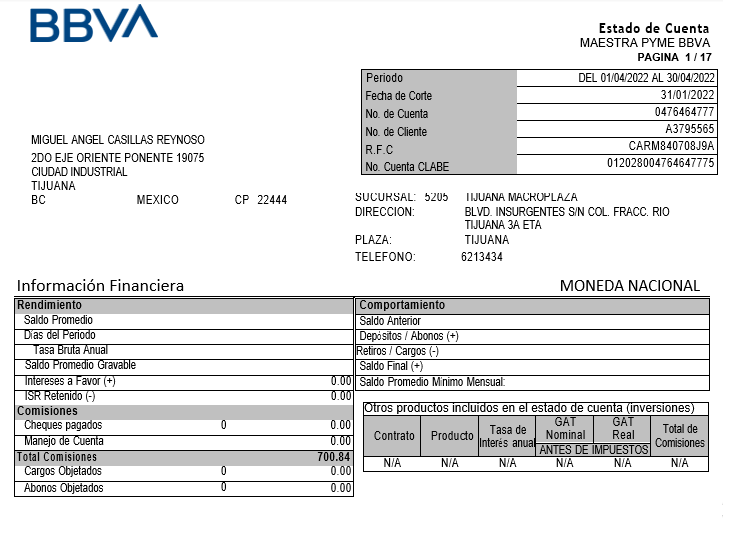 BBVA
Estado de Cuenta
MAESTRA PYME BBVA
PAGINA 1 / 17
Periodo DEL 01/04/2022 AL 30/04/2022
Fecha de Corte 31/01/2022
No. de Cuenta 0476464777
No. de Cliente A3795565
R.F.C CARM840708J9A
No. Cuenta CLABE 012028004764647775
MIGUEL ANGEL CASILLAS REYNOSO
2DO EJE ORIENTE PONENTE 19075
CIUDAD INDUSTRIAL
TIJUANA
BC MEXICO CP 22444
SUCURSAL: 5205 TIJUANA MACROPLAZA
DIRECCION: BLVD. INSURGENTES S/N COL. FRACC. RIO
TIJUANA 3A ETA
PLAZA: TIJUANA
TELEFONO: 6213434
Información Financiera MONEDA NACIONAL
Rendimiento
Saldo Promedio
Días del Periodo
Tasa Bruta Anual
Saldo Promedio Gravable
Intereses a Favor (+) 0.00
ISR Retenido (-) 0.00
Comisiones
Cheques pagados 0 0.00
Manejo de Cuenta 0.00
Total Comisiones 700.84
Cargos Objetados 0 0.00
Abonos Objetados 0 0.00
Comportamiento
Saldo Anterior
Depósitos / Abonos (+)
Retiros / Cargos (-)
Saldo Final (+)
Saldo Promedio Mínimo Mensual:
Otros productos incluidos en el estado de cuenta (inversiones)
Contrato Producto Tasa de Interés anual GAT Nominal GAT Real Total de Comisiones
ANTES DE IMPUESTOS
N/A N/A N/A N/A N/A N/A